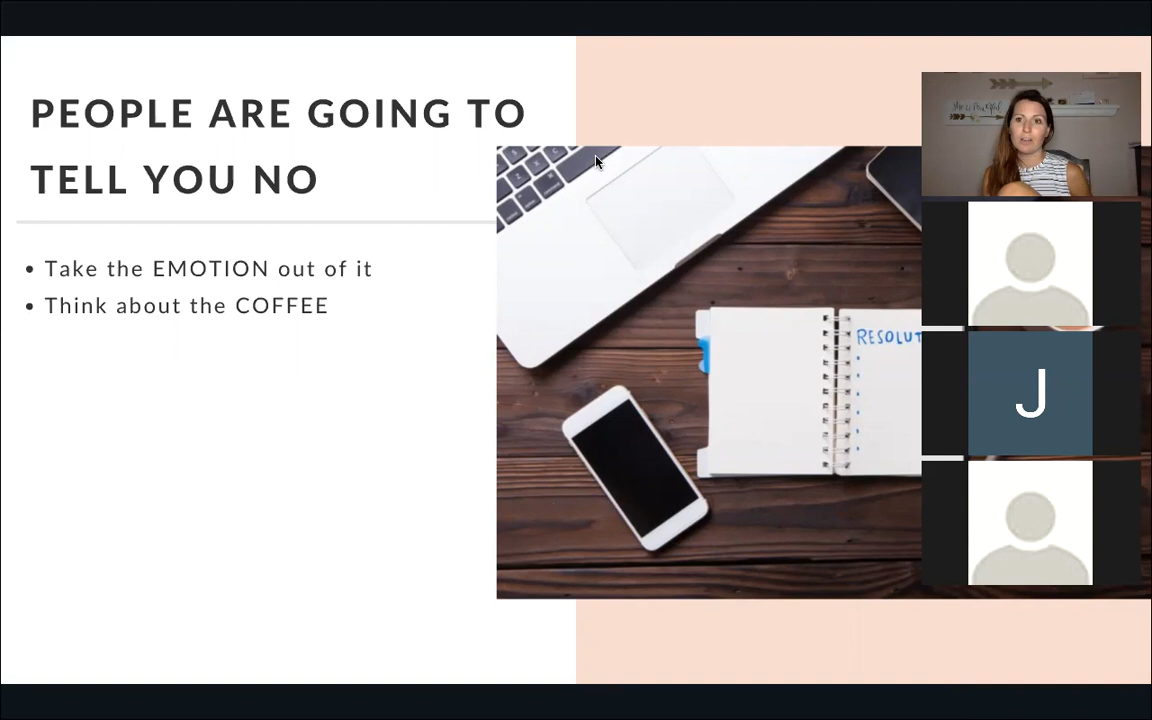 PEOPLE ARE GOING TO
TELL YOU NO
• Take the EMOTION out of it
• Think about the COFFEE
RESOLUT
J